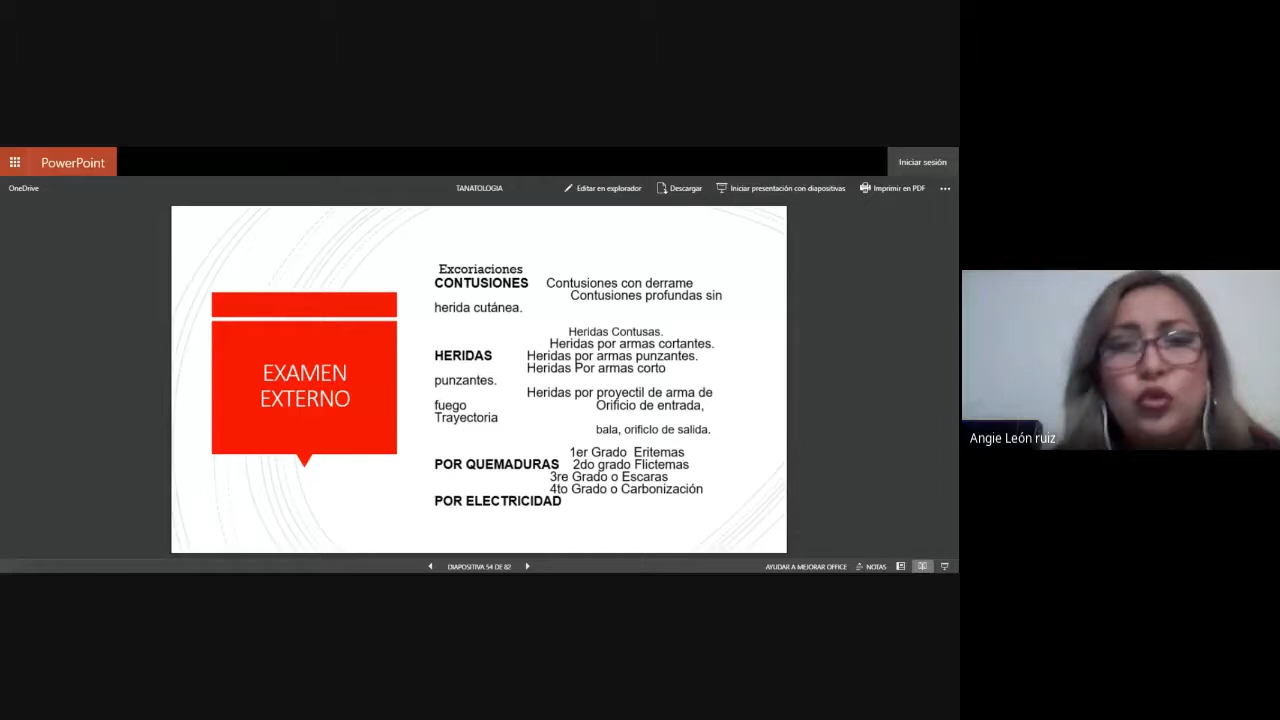 PowerPoint
Iniciar sesión
OneDrive
TANATOLOGIA
Editar en explorador
Descargar
Iniciar presentación con diapositivas
Imprimir en PDF
EXAMEN
EXTERNO
Excoriaciones
CONTUSIONES Contusiones con derrame
Contusiones profundas sin
herida cutánea.
Heridas Contusas.
Heridas por armas cortantes.
HERIDAS Heridas por armas punzantes.
Heridas Por armas corto
punzantes.
Heridas por proyectil de arma de
fuego Orificio de entrada,
Trayectoria
bala, orificlo de salida.
1er Grado Eritemas
POR QUEMADURAS 2do grado Flictemas
3re Grado o Escaras
4to Grado o Carbonización
POR ELECTRICIDAD
Angie León ruiz
DIAPOSITIVA 54 DE 82
AYUDAR A MEJORAR OFFICE
NOTAS